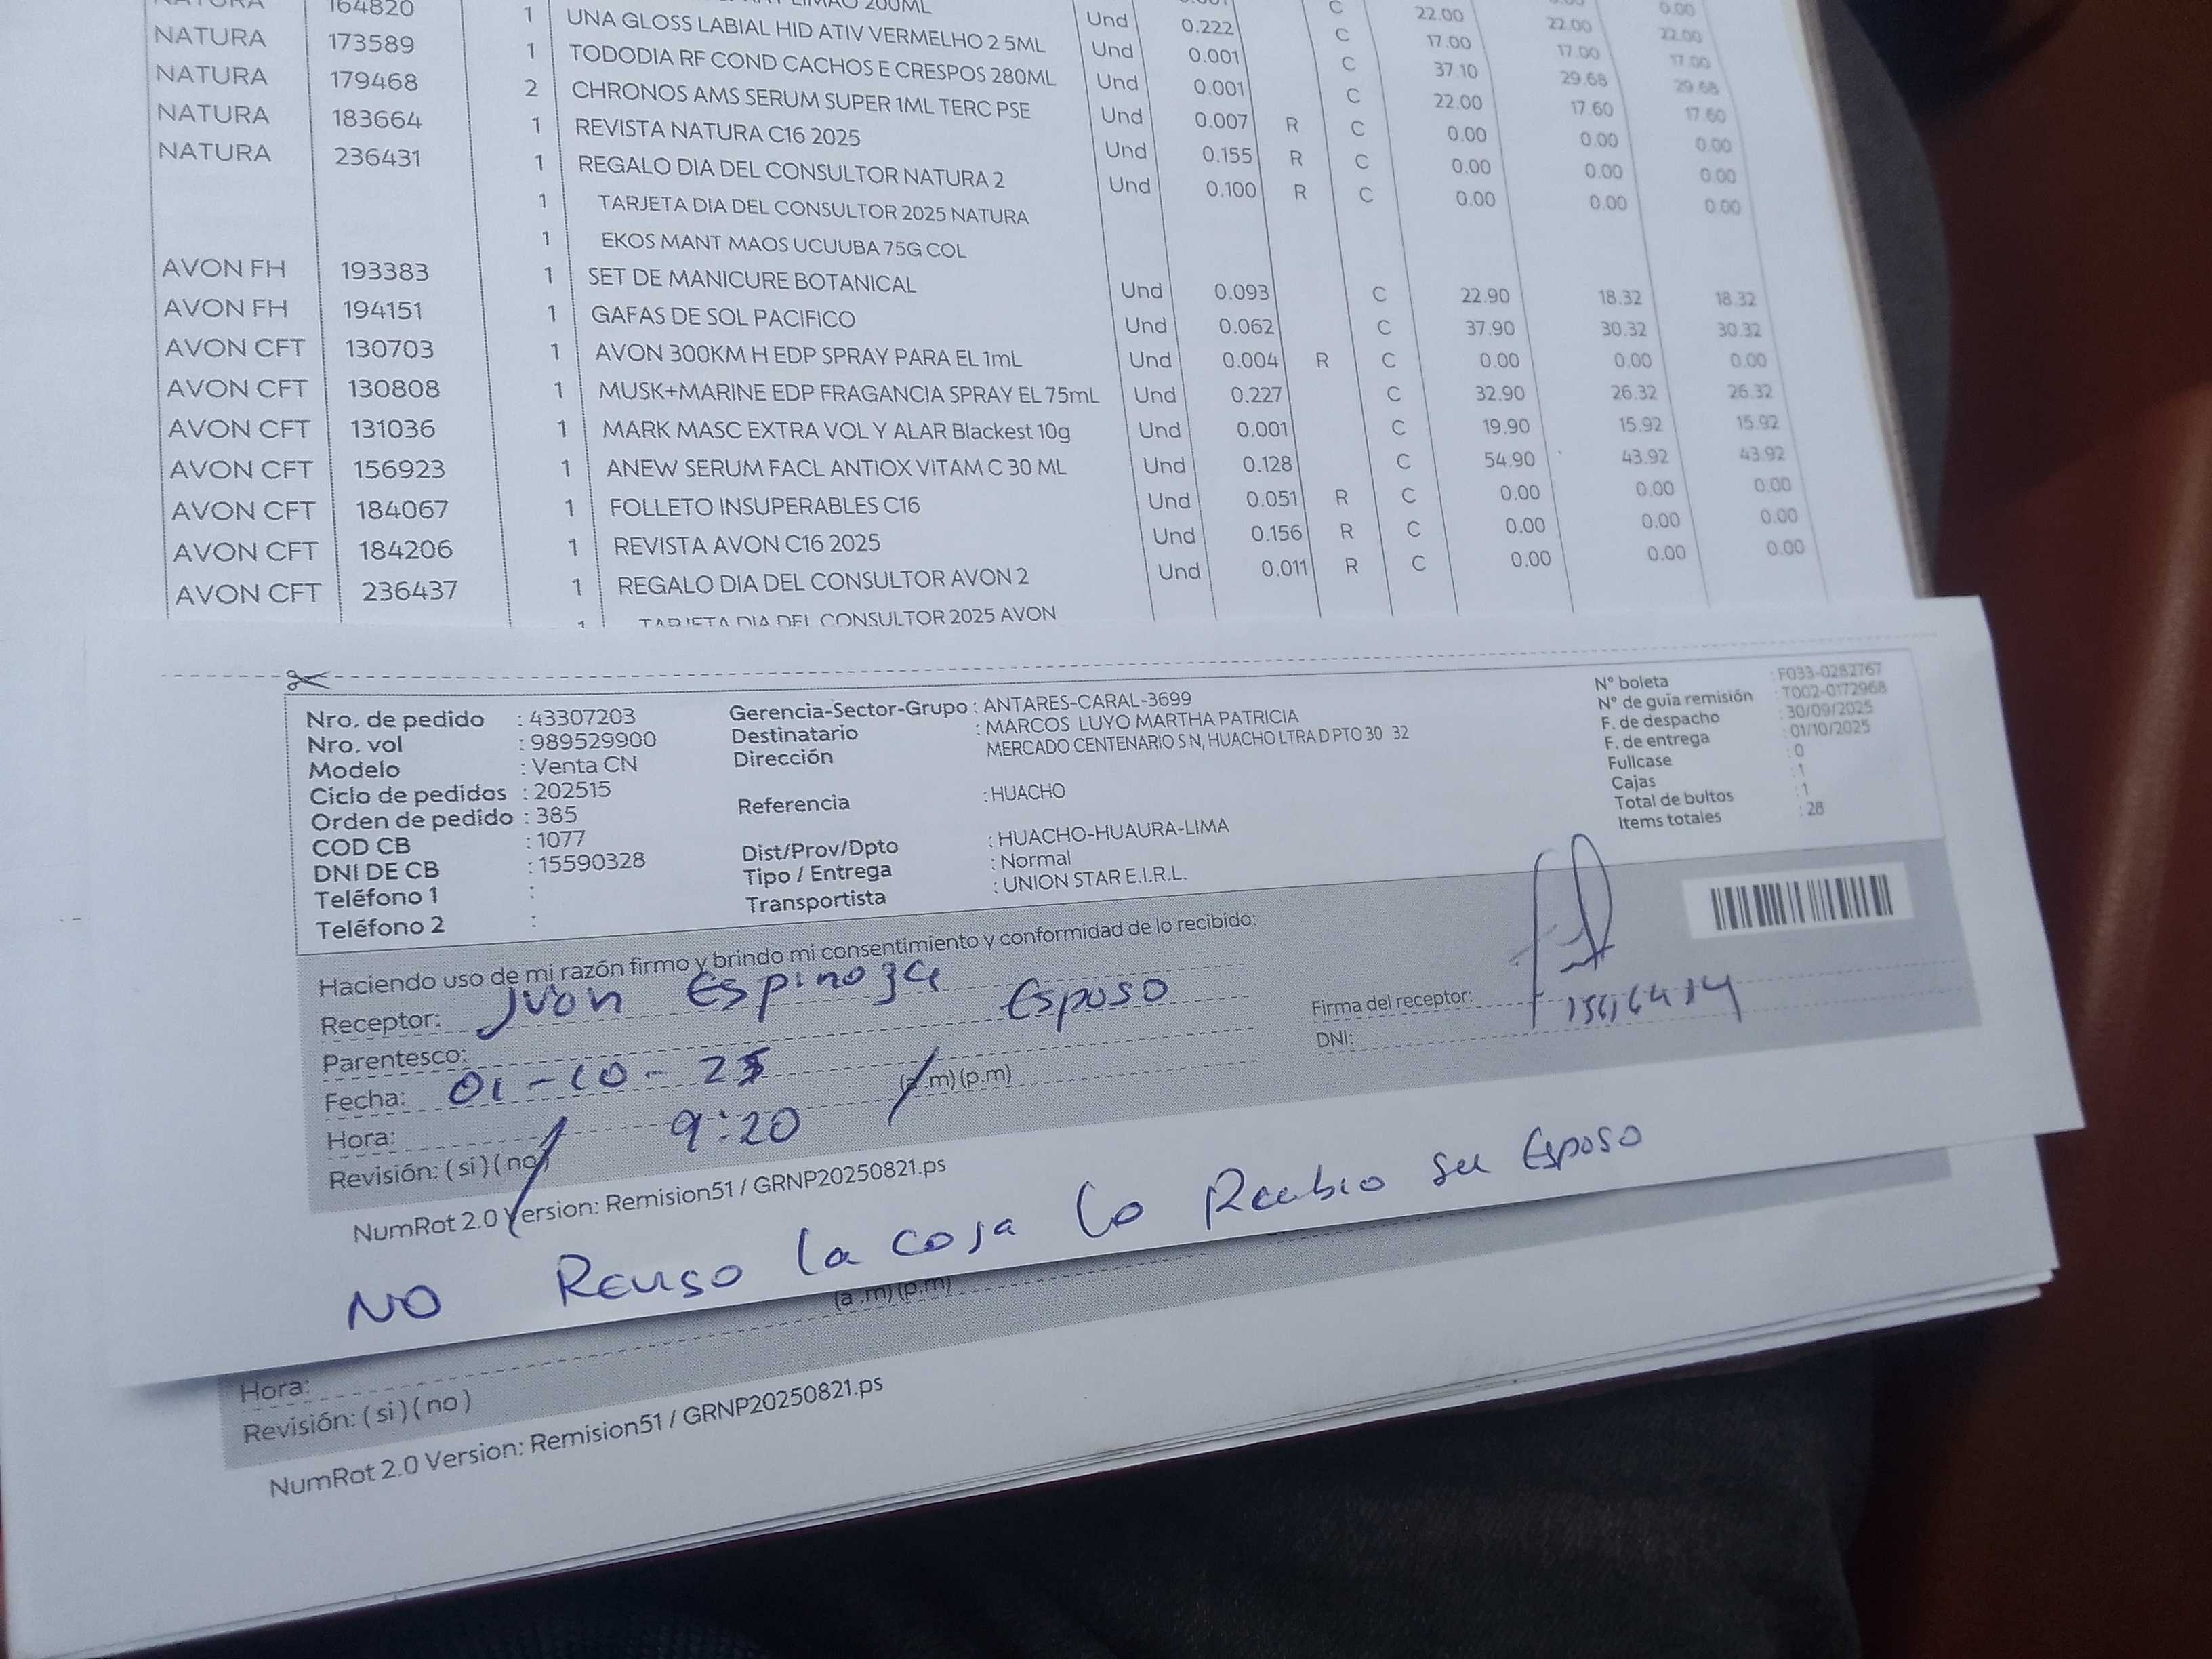 NATURA 164820 1 200ML Und C 22.00 22.00 0.00
NATURA 173589 1 UNA GLOSS LABIAL HID ATIV VERMELHO 2 5ML Und 0.222 C 17.00 17.00 22.00
NATURA 179468 2 TODODIA RF COND CACHOS E CRESPOS 280ML Und 0.001 C 37.10 29.68 17.00
NATURA 183664 1 CHRONOS AMS SERUM SUPER 1ML TERC PSE Und 0.001 C 22.00 17.60 29.68
NATURA 236431 1 REVISTA NATURA C16 2025 Und 0.007 R C 0.00 0.00 17.60
1 REGALO DIA DEL CONSULTOR NATURA 2 Und 0.155 R C 0.00 0.00 0.00
1 TARJETA DIA DEL CONSULTOR 2025 NATURA Und 0.100 R C 0.00 0.00 0.00
1 EKOS MANT MAOS UCUUBA 75G COL 0.00
AVON FH 193383 1 SET DE MANICURE BOTANICAL Und 0.093 C 22.90 18.32 18.32
AVON FH 194151 1 GAFAS DE SOL PACIFICO Und 0.062 C 37.90 30.32 30.32
AVON CFT 130703 1 AVON 300KM H EDP SPRAY PARA EL 1mL Und 0.004 R C 0.00 0.00 0.00
AVON CFT 130808 1 MUSK+MARINE EDP FRAGANCIA SPRAY EL 75mL Und 0.227 C 32.90 26.32 26.32
AVON CFT 131036 1 MARK MASC EXTRA VOL Y ALAR Blackest 10g Und 0.001 C 19.90 15.92 15.92
AVON CFT 156923 1 ANEW SERUM FACL ANTIOX VITAM C 30 ML Und 0.128 C 54.90 43.92 43.92
AVON CFT 184067 1 FOLLETO INSUPERABLES C16 Und 0.051 R C 0.00 0.00 0.00
AVON CFT 184206 1 REVISTA AVON C16 2025 Und 0.156 R C 0.00 0.00 0.00
AVON CFT 236437 1 REGALO DIA DEL CONSULTOR AVON 2 Und 0.011 R C 0.00 0.00 0.00
1 TARJETA DIA DEL CONSULTOR 2025 AVON
Nro. de pedido : 43307203
Nro. vol : 989529900
Modelo : Venta CN
Ciclo de pedidos : 202515
Orden de pedido : 385
COD CB : 1077
DNI DE CB : 15590328
Teléfono 1 :
Teléfono 2 :
Gerencia-Sector-Grupo : ANTARES-CARAL-3699
Destinatario : MARCOS LUYO MARTHA PATRICIA
Dirección MERCADO CENTENARIO S N, HUACHO LTRA D PTO 30 32
Referencia : HUACHO
Dist/Prov/Dpto : HUACHO-HUAURA-LIMA
Tipo / Entrega : Normal
Transportista : UNION STAR E.I.R.L.
N° boleta : F033-0282767
N° de guía remisión : T002-0172968
F. de despacho : 30/09/2025
F. de entrega : 01/10/2025
Fullcase : 0
Cajas : 1
Total de bultos : 1
Items totales : 28
Haciendo uso de mi razón firmo y brindo mi consentimiento y conformidad de lo recibido:
Receptor: Jvon Espinoza
Parentesco: Esposo
Fecha: 01-10-25
Hora: 9:20 (a.m) (p.m)
Revisión: ( si ) ( no )
Firma del receptor:
DNI:
NumRot 2.0 Version: Remision51 / GRNP20250821.ps
NO Reuso la caja lo Recibio su Esposo
(a .m) (p.m)
Hora:
Revisión: ( si ) ( no )
NumRot 2.0 Version: Remision51 / GRNP20250821.ps